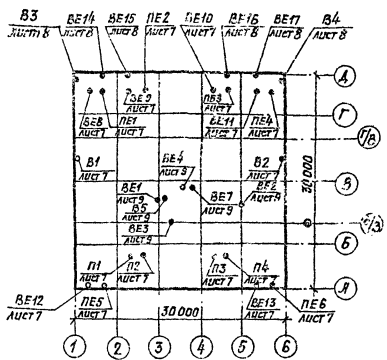 В3 ВЕ14 ВЕ15 ПЕ2 ПЕ10 ВЕ16 ВЕ17 В4
лист 8 лист 8 лист 8 лист 7 лист 7 лист 8 лист 8 лист 8
Д
ВЕ9 ПЕ3
лист 7 лист 7
Г
ВЕ8 ПЕ1 ВЕ11 ПЕ4
лист 7 лист 7 лист 7 лист 7
Г/В
В1 ВЕ4 В2
лист 7 лист 9 лист 7
30 000
В
ВЕ1 ВЕ7 ВЕ2
лист 9 лист 9 лист 9
В5
лист 9
ВЕ3
лист 9
Б
П1 П2 П3 П4
лист 7 лист 7 лист 7 лист 7
А
ВЕ12 ПЕ5 30 000 ВЕ13 ПЕ6
лист 7 лист 7 лист 7 лист 7
1 2 3 4 5 6